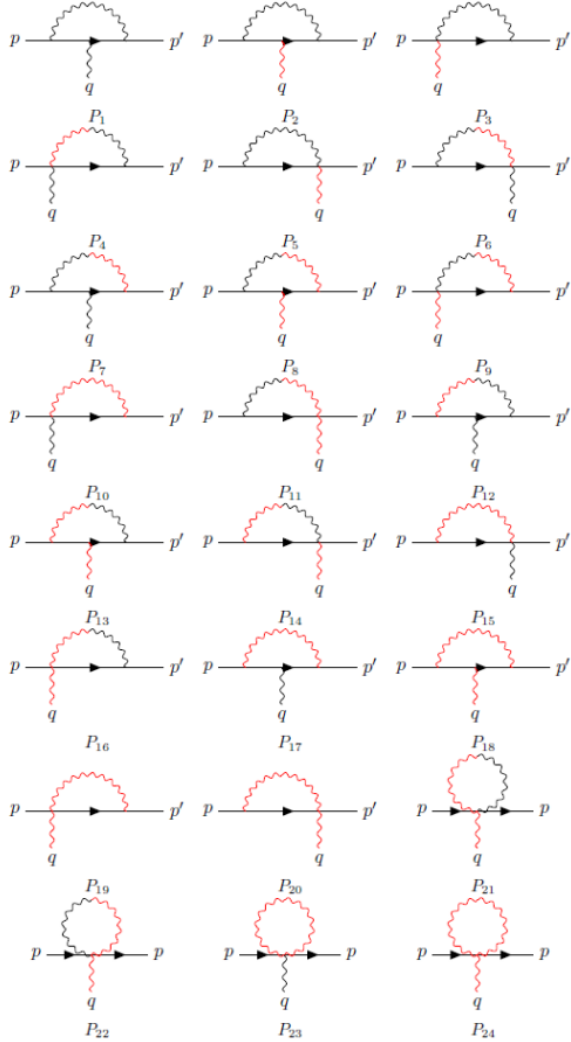 p p′ p p′ p p′
q q q
P1 P2 P3
p p′ p p′ p p′
q q q
P4 P5 P6
p p′ p p′ p p′
q q q
P7 P8 P9
p p′ p p′ p p′
q q q
P10 P11 P12
p p′ p p′ p p′
q q q
P13 P14 P15
p p′ p p′ p p′
q q q
P16 P17 P18
p p′ p p′ p p
q q q
P19 P20 P21
p p p p p p
q q q
P22 P23 P24